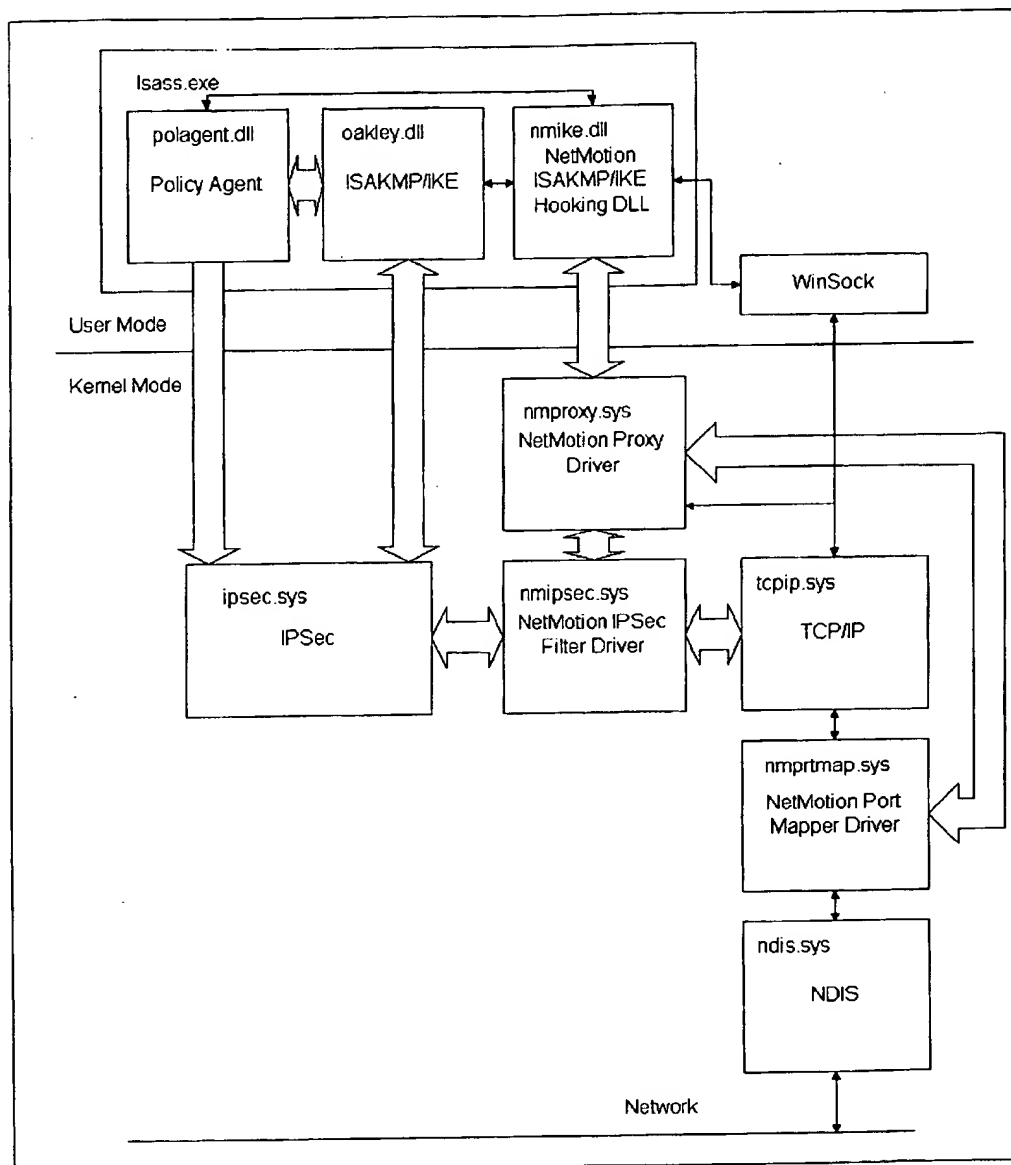 lsass.exe
polagent.dll
Policy Agent
oakley.dll
ISAKMP/IKE
nmike.dll
NetMotion
ISAKMP/IKE
Hooking DLL
WinSock
User Mode
Kernel Mode
nmproxy.sys
NetMotion Proxy
Driver
ipsec.sys
IPSec
nmipsec.sys
NetMotion IPSec
Filter Driver
tcpip.sys
TCP/IP
nmprtmap.sys
NetMotion Port
Mapper Driver
ndis.sys
NDIS
Network